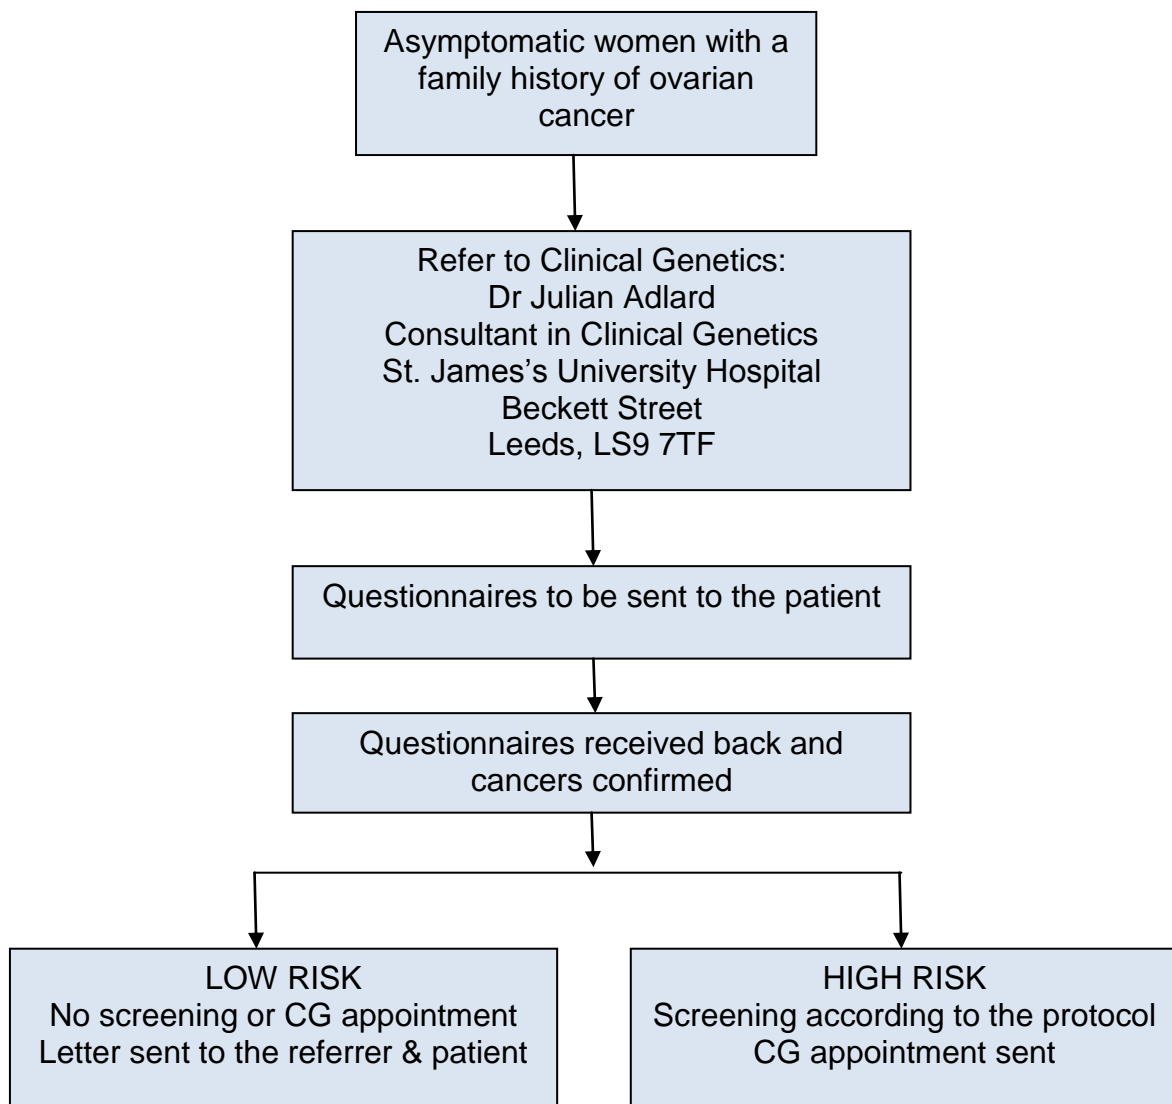 Asymptomatic women with a
family history of ovarian
cancer
Refer to Clinical Genetics:
Dr Julian Adlard
Consultant in Clinical Genetics
St. James’s University Hospital
Beckett Street
Leeds, LS9 7TF
Questionnaires to be sent to the patient
Questionnaires received back and
cancers confirmed
LOW RISK
No screening or CG appointment
Letter sent to the referrer & patient
HIGH RISK
Screening according to the protocol
CG appointment sent